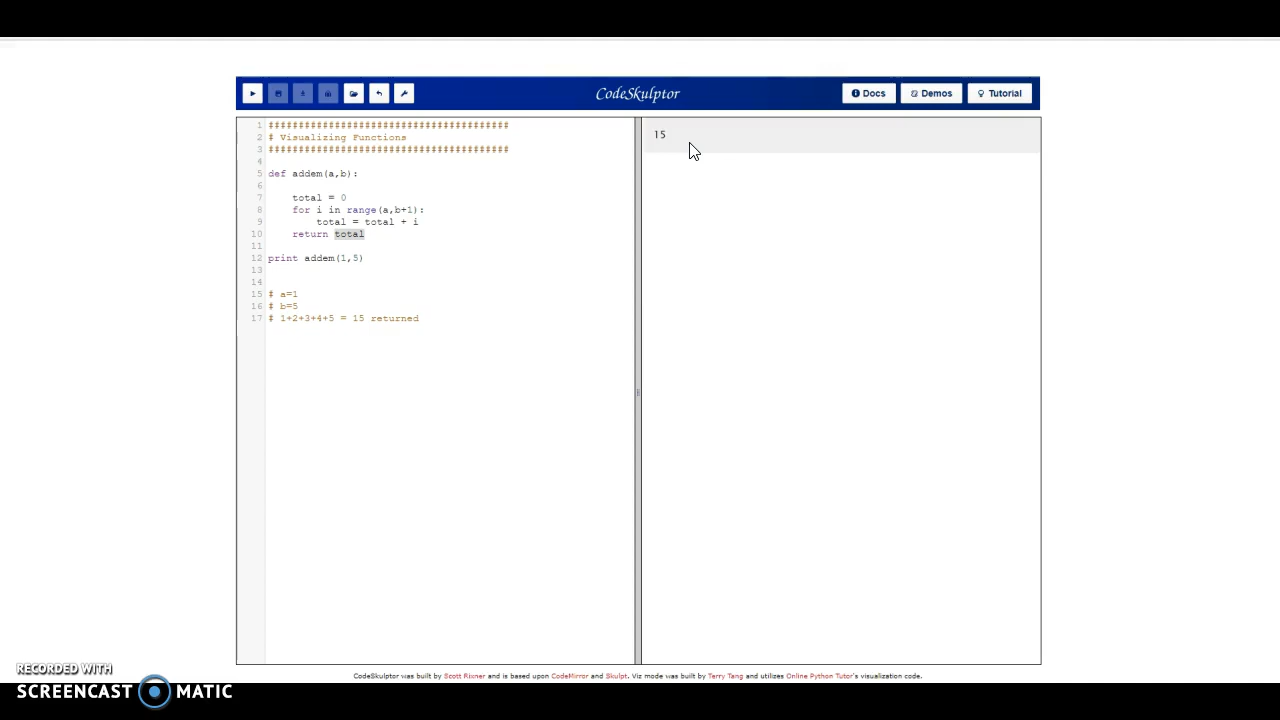 CodeSkulptor
Docs
Demos
Tutorial
1 ########################################
2 # Visualizing Functions
3 ########################################
4
5 def addem(a,b):
6
7 total = 0
8 for i in range(a,b+1):
9 total = total + i
10 return total
11
12 print addem(1,5)
13
14
15 # a=1
16 # b=5
17 # 1+2+3+4+5 = 15 returned
15
CodeSkulptor was built by Scott Rixner and is based upon CodeMirror and Skulpt. Viz mode was built by Terry Tang and utilizes Online Python Tutor's visualization code.
RECORDED WITH
SCREENCAST MATIC